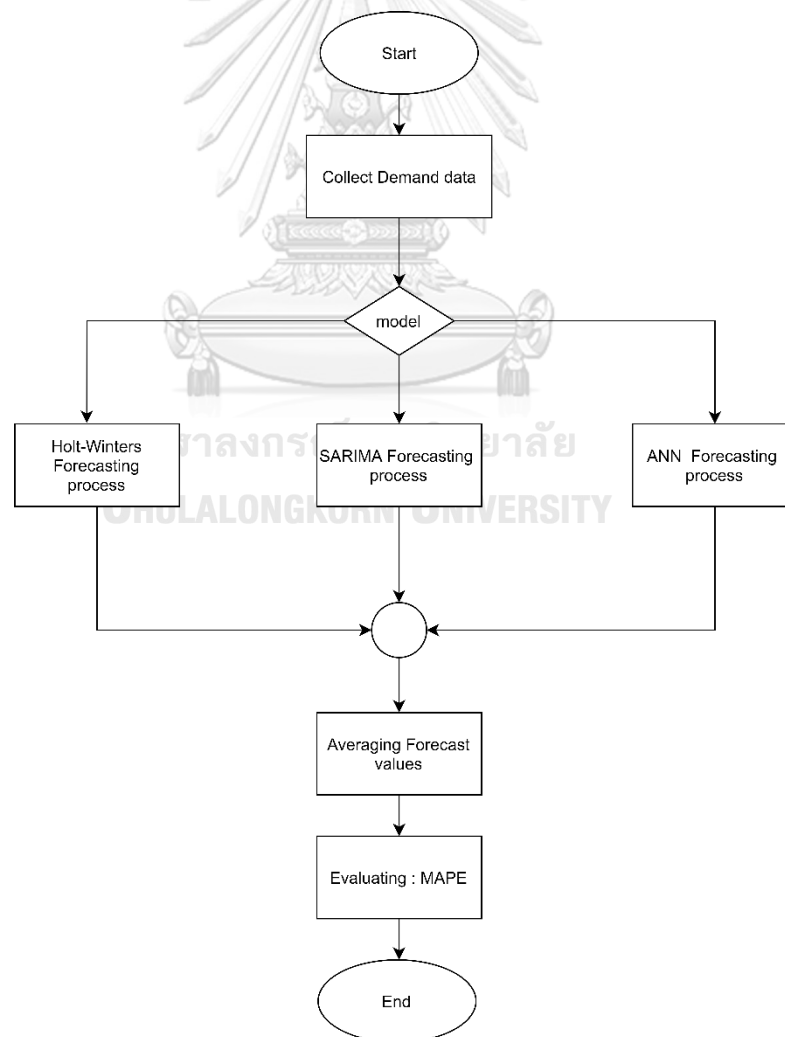 Start
Collect Demand data
model
Holt-Winters
Forecasting
process
SARIMA Forecasting
process
ANN Forecasting
process
CHULALONGKORN UNIVERSITY
Averaging Forecast
values
Evaluating : MAPE
End